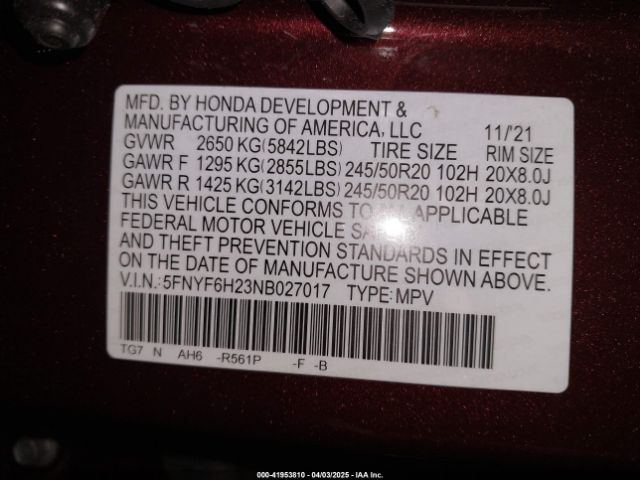 MFD. BY HONDA DEVELOPMENT &
MANUFACTURING OF AMERICA, LLC 11/'21
GVWR 2650 KG(5842LBS) TIRE SIZE RIM SIZE
GAWR F 1295 KG(2855LBS) 245/50R20 102H 20X8.0J
GAWR R 1425 KG(3142LBS) 245/50R20 102H 20X8.0J
THIS VEHICLE CONFORMS TO ALL APPLICABLE
FEDERAL MOTOR VEHICLE
AND THEFT PREVENTION STANDARDS IN EFFECT
ON THE DATE OF MANUFACTURE SHOWN ABOVE.
V.I.N.:5FNYF6H23NB027017 TYPE:MPV
TG7 N AH6 -R561P -F -B
000-41953810 - 04/03/2025 - IAA Inc.